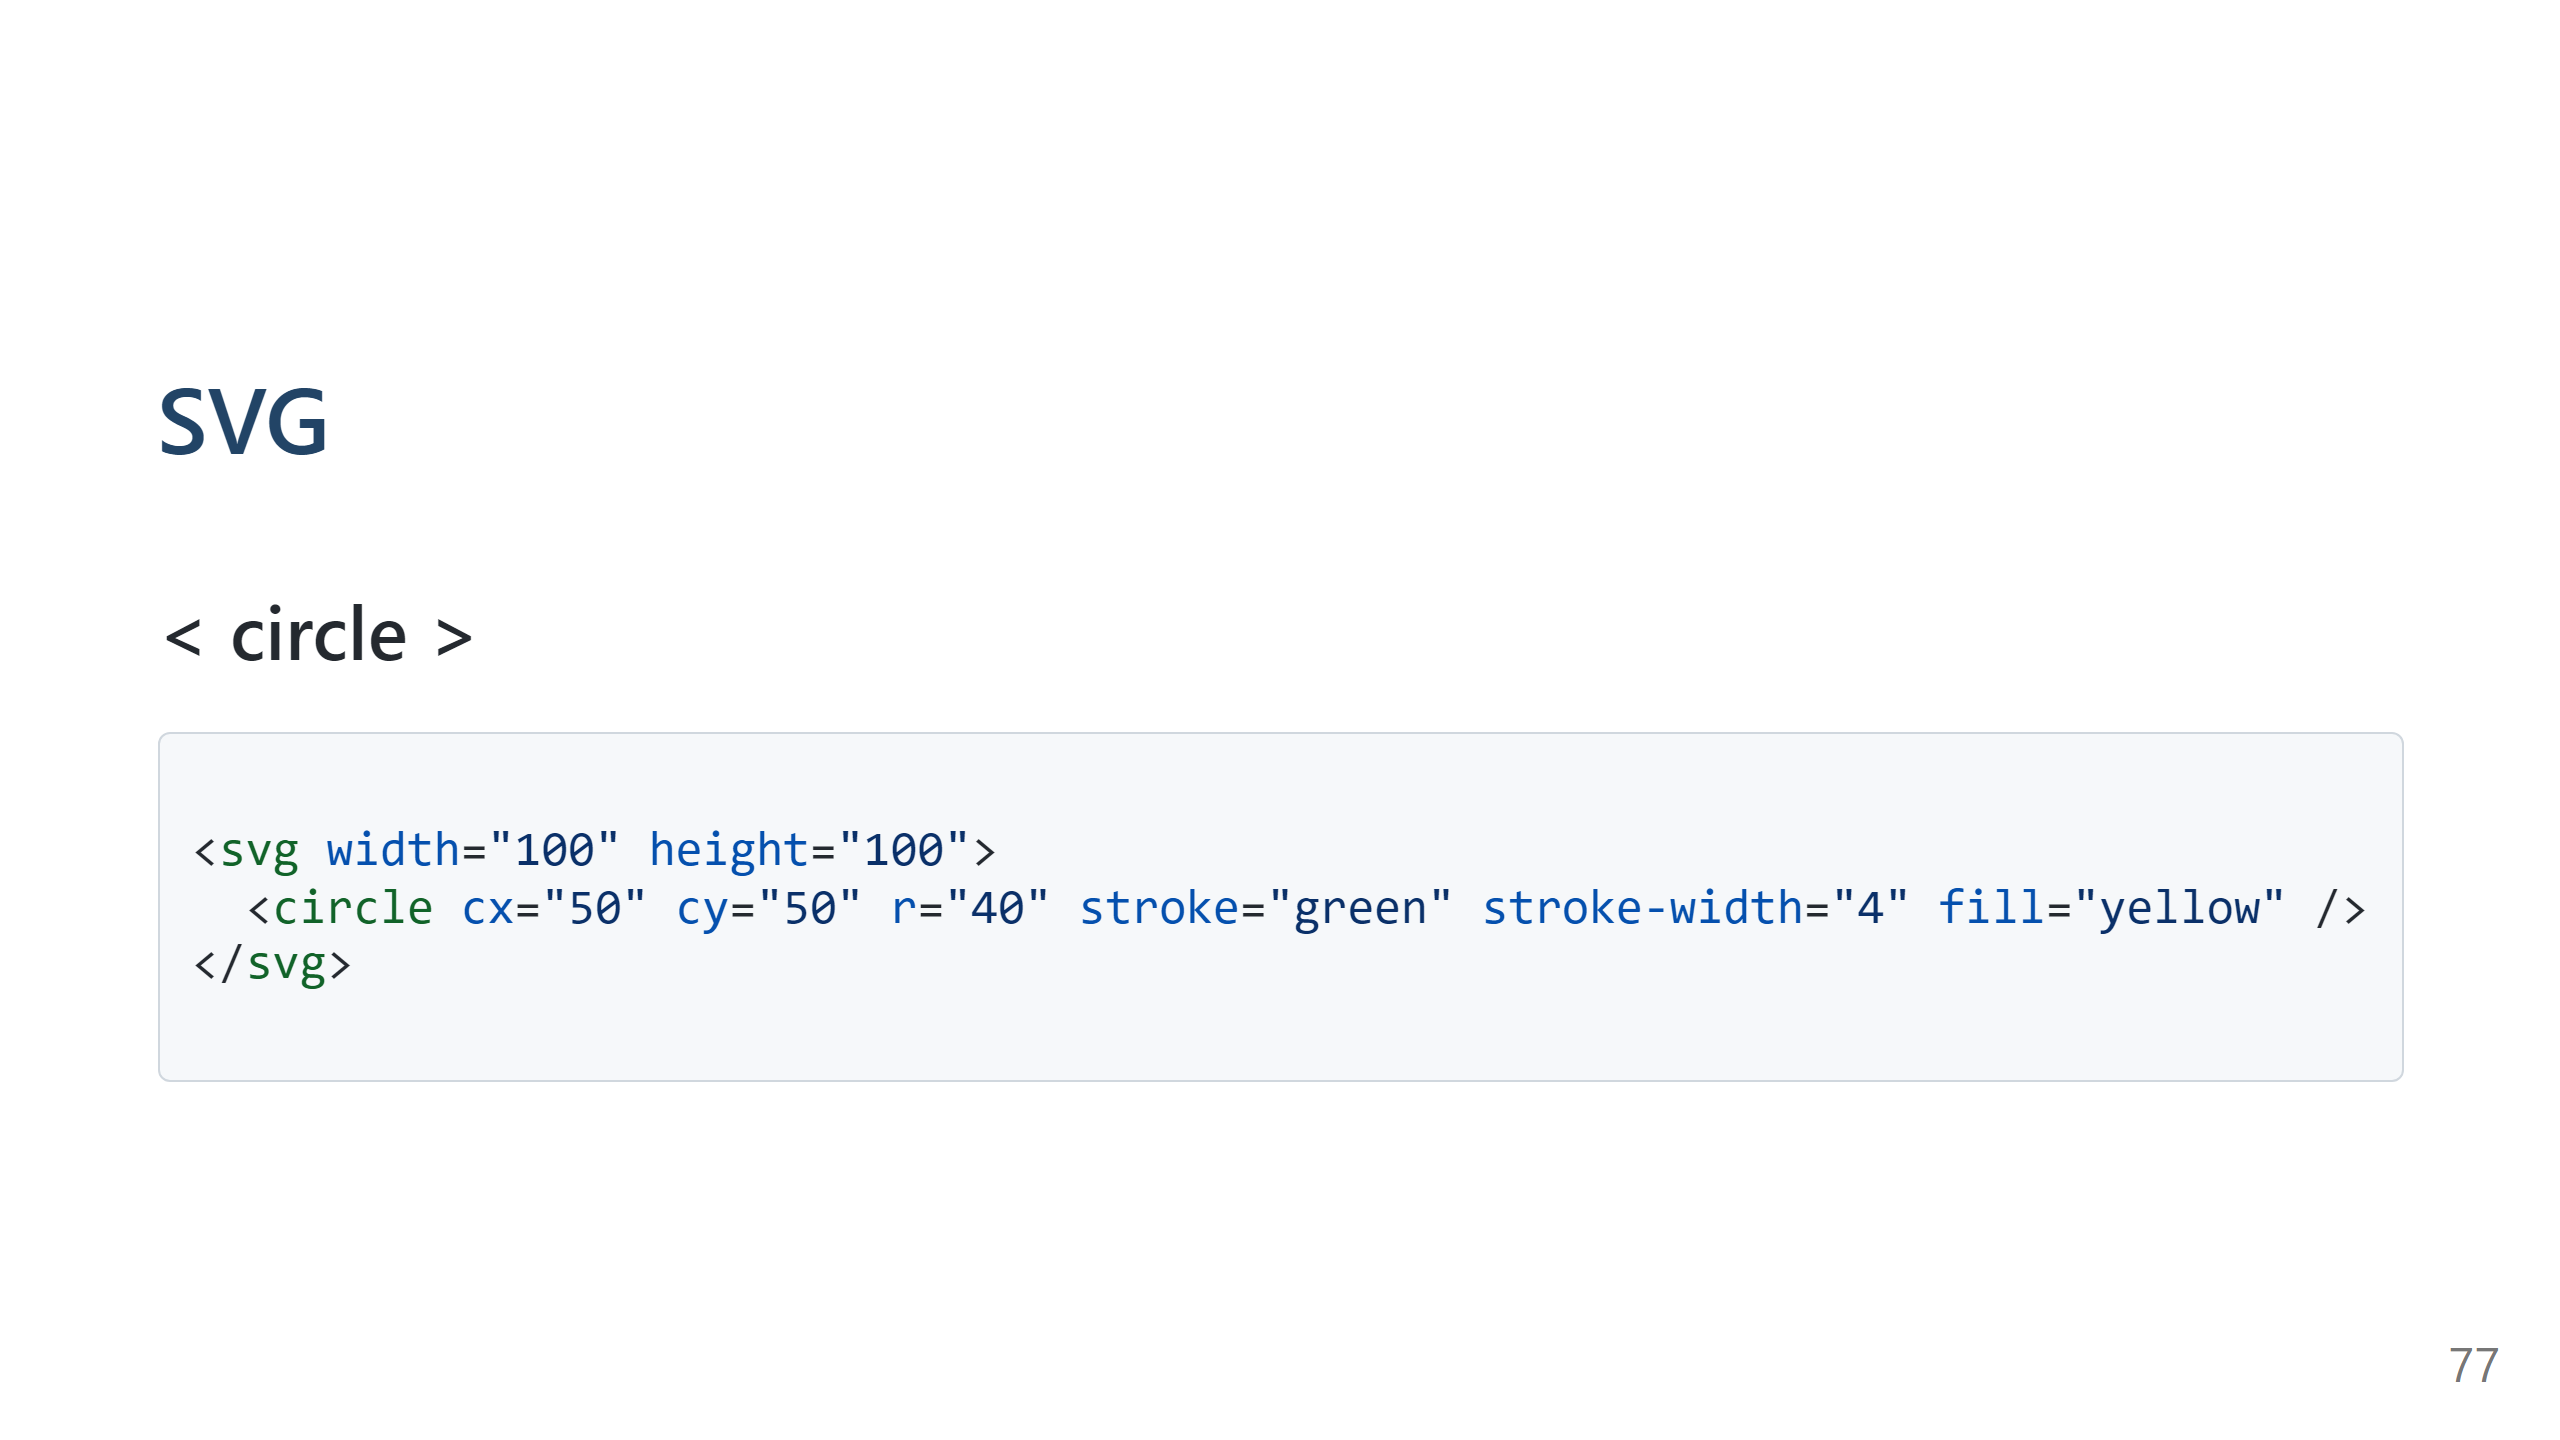 SVG
< circle >
<svg width="100" height="100">
  <circle cx="50" cy="50" r="40" stroke="green" stroke-width="4" fill="yellow" />
</svg>
77